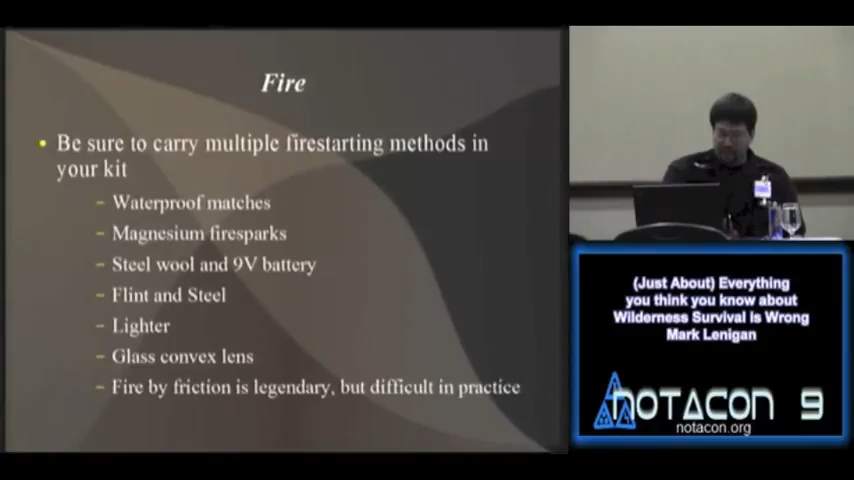 Fire
• Be sure to carry multiple firestarting methods in
your kit
– Waterproof matches
– Magnesium firesparks
– Steel wool and 9V battery
– Flint and Steel
– Lighter
– Glass convex lens
– Fire by friction is legendary, but difficult in practice
(Just About) Everything
you think you know about
Wilderness Survival is Wrong
Mark Lenigan
NOTACON 9
notacon.org